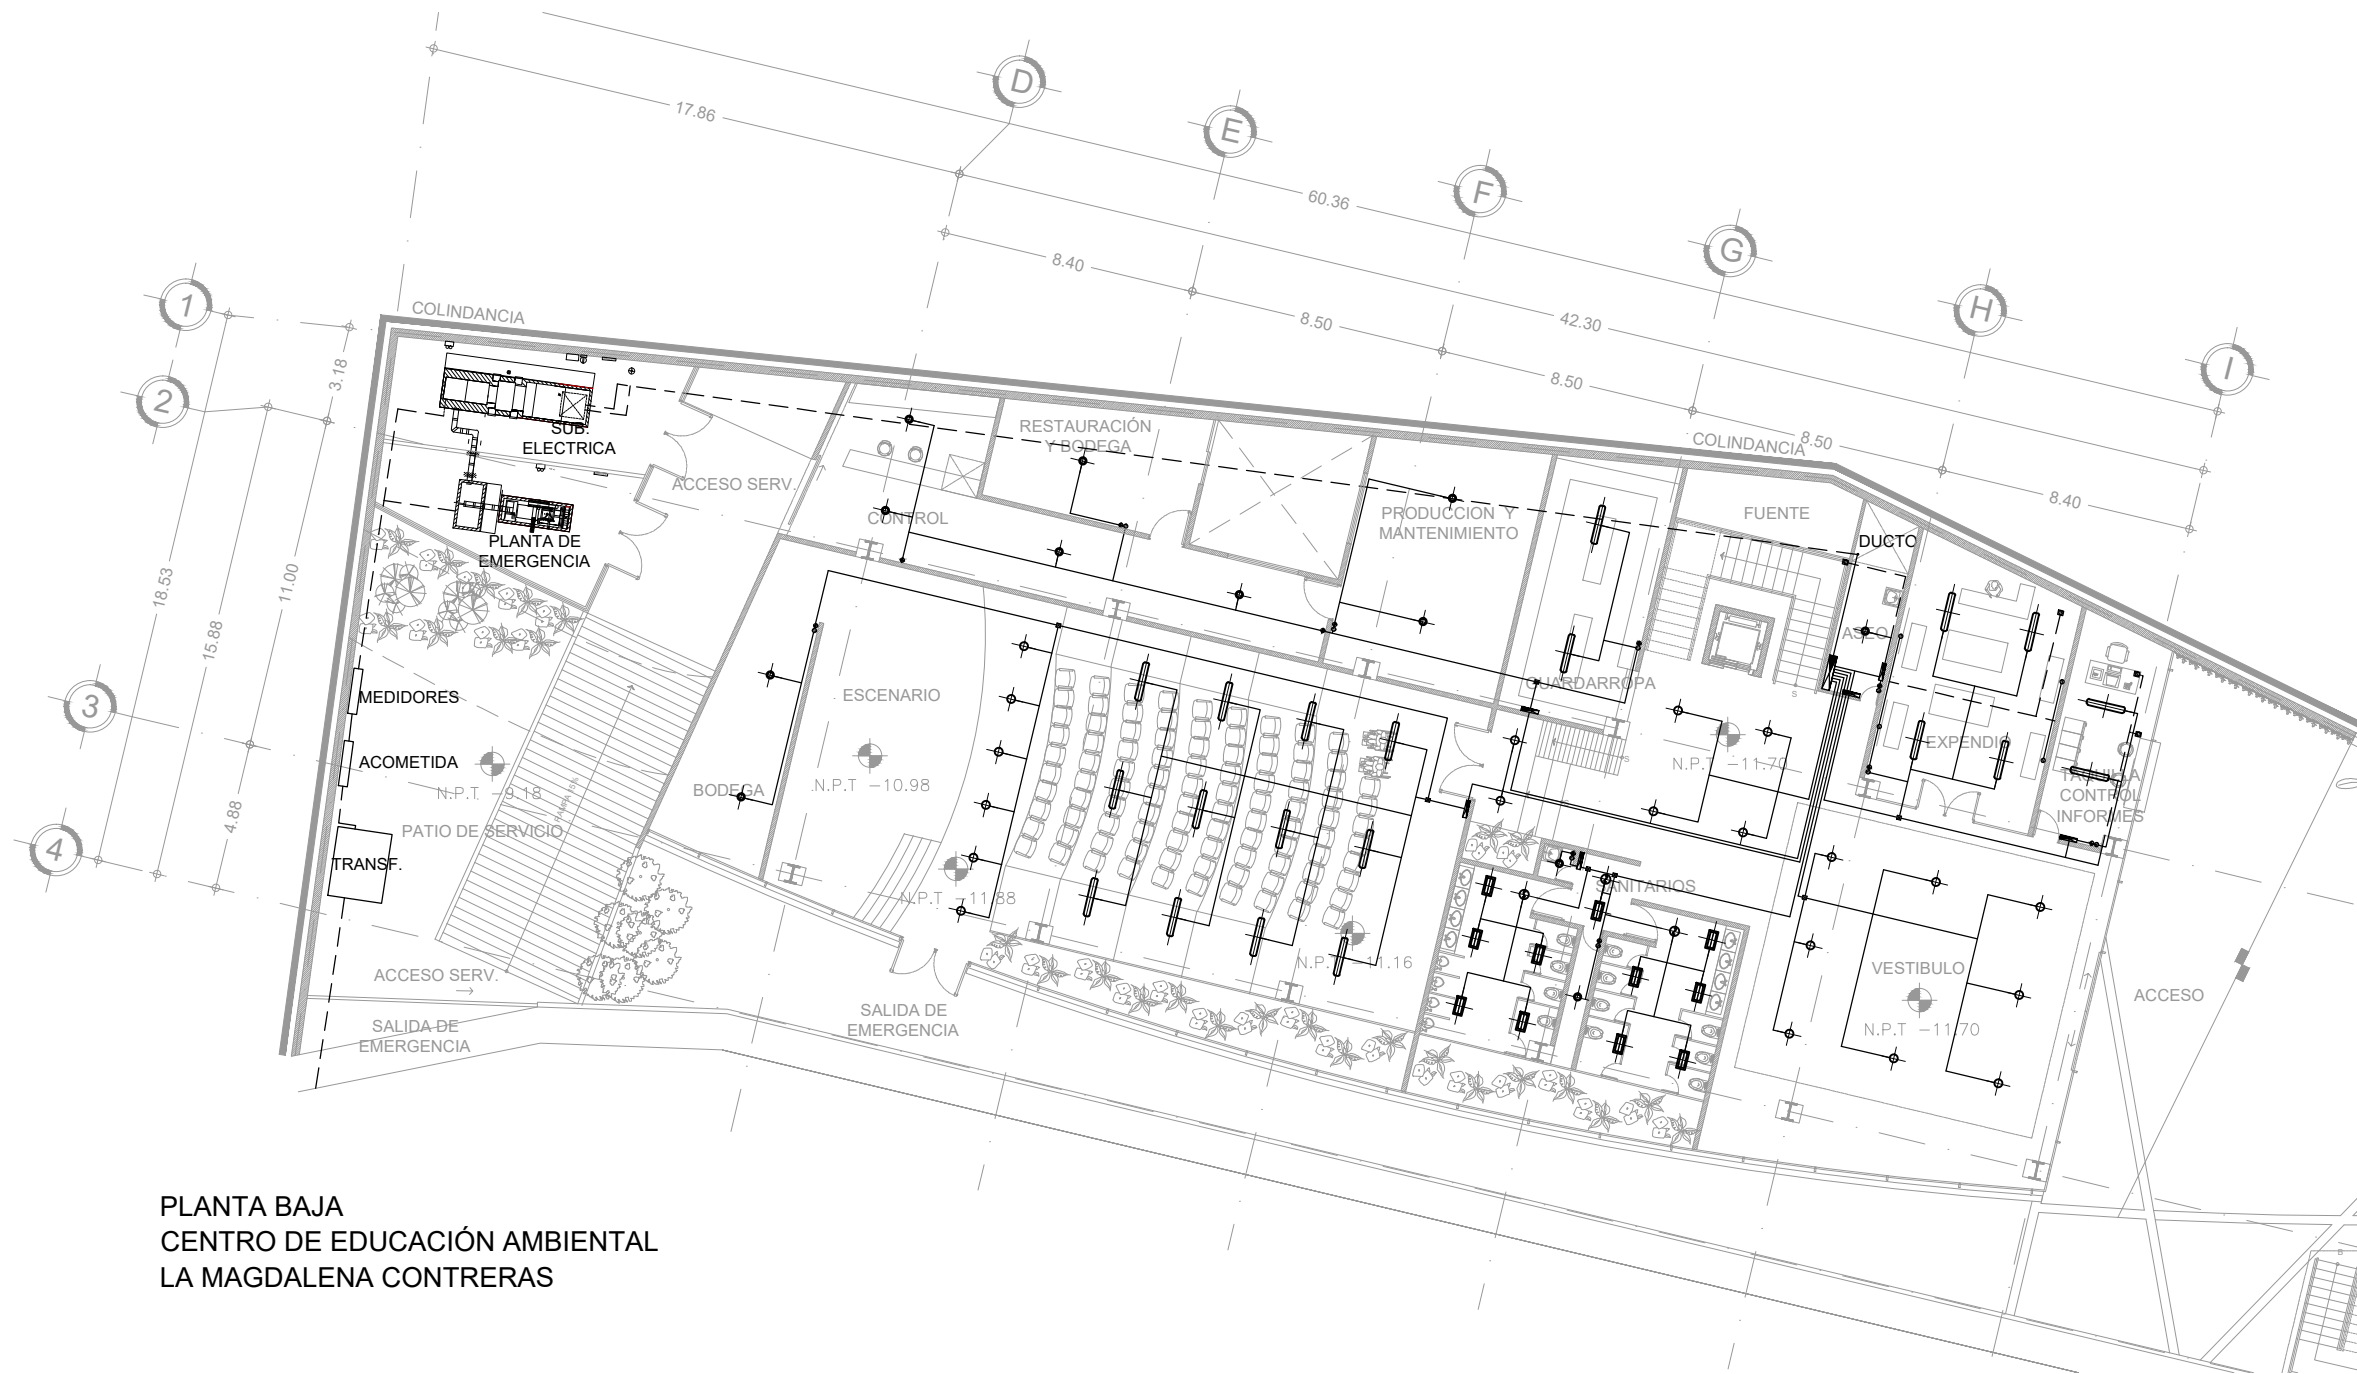 D
E
F
G
H
I
17.86
60.36
42.30
8.40
8.50
8.50
8.50
8.40
1
2
3
4
3.18
11.00
4.88
15.88
18.53
COLINDANCIA
COLINDANCIA
SUB.
ELECTRICA
PLANTA DE
EMERGENCIA
ACCESO SERV.
CONTROL
RESTAURACIÓN
Y BODEGA
PRODUCCION Y
MANTENIMIENTO
FUENTE
DUCTO
ASEO
GUARDARROPA
S
S
EXPENDIO
TAQUILLA
CONTROL
INFORMES
MEDIDORES
ACOMETIDA
N.P.T -9.18
PATIO DE SERVICIO
TRANSF.
ACCESO SERV.
SALIDA DE
EMERGENCIA
BODEGA
ESCENARIO
N.P.T -10.98
N.P.T -11.88
N.P.T -11.16
N.P.T -11.70
SANITARIOS
VESTIBULO
N.P.T -11.70
ACCESO
SALIDA DE
EMERGENCIA
PLANTA BAJA
CENTRO DE EDUCACIÓN AMBIENTAL
LA MAGDALENA CONTRERAS